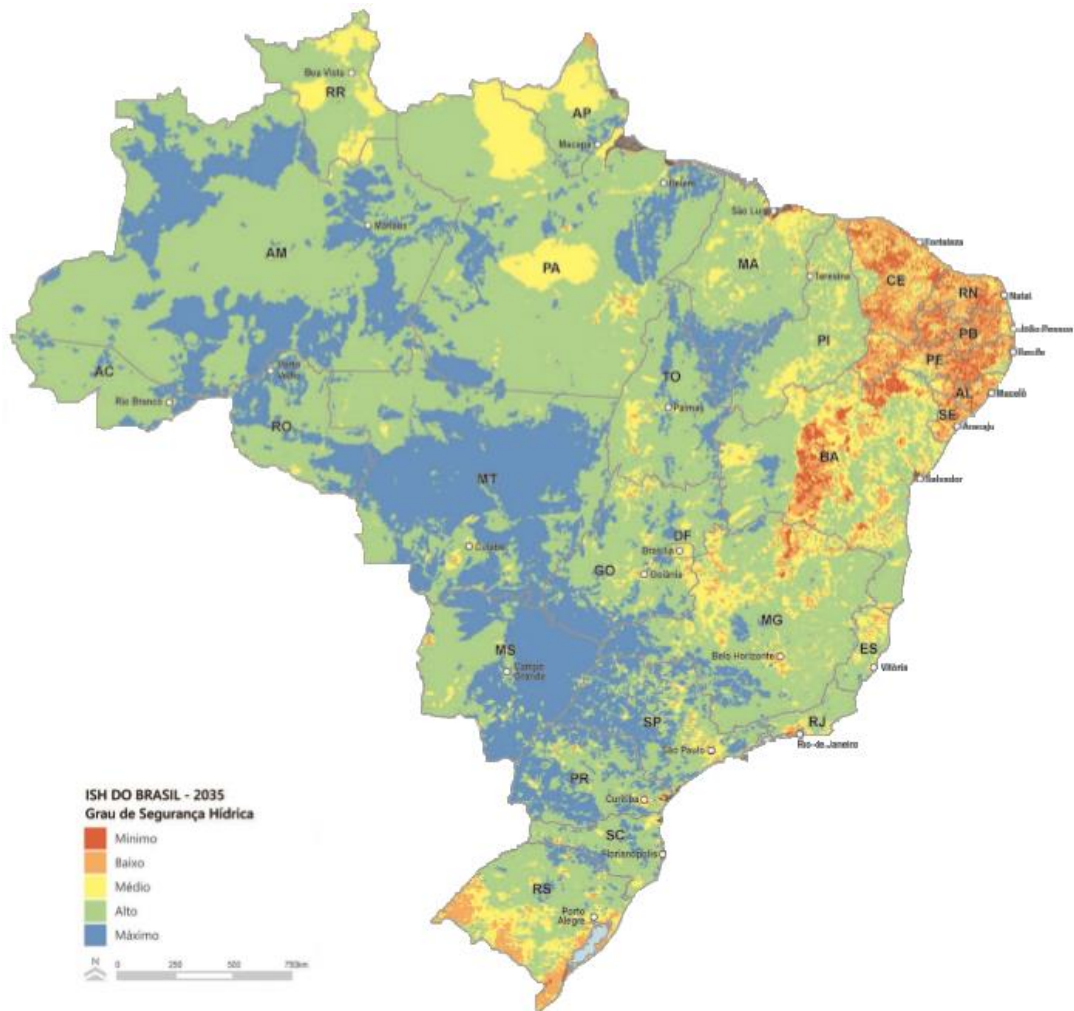 Boa Vista
RR
AP
Macapá
Belém
São Luís
Fortaleza
Manaus
AM
PA
MA
Teresina
CE
RN
Natal
PI
PB
João Pessoa
PE
Recife
AC
Porto Velho
TO
AL
Maceió
Rio Branco
Palmas
SE
Aracaju
RO
BA
MT
Salvador
DF
Cuiabá
Brasília
GO
Goiânia
MG
MS
Belo Horizonte
ES
Campo
Grande
Vitória
SP
RJ
São Paulo
Rio de Janeiro
PR
Curitiba
SC
Florianópolis
RS
Porto
Alegre
ISH DO BRASIL - 2035
Grau de Segurança Hídrica
Mínimo
Baixo
Médio
Alto
Máximo
N
0 250 500 750km